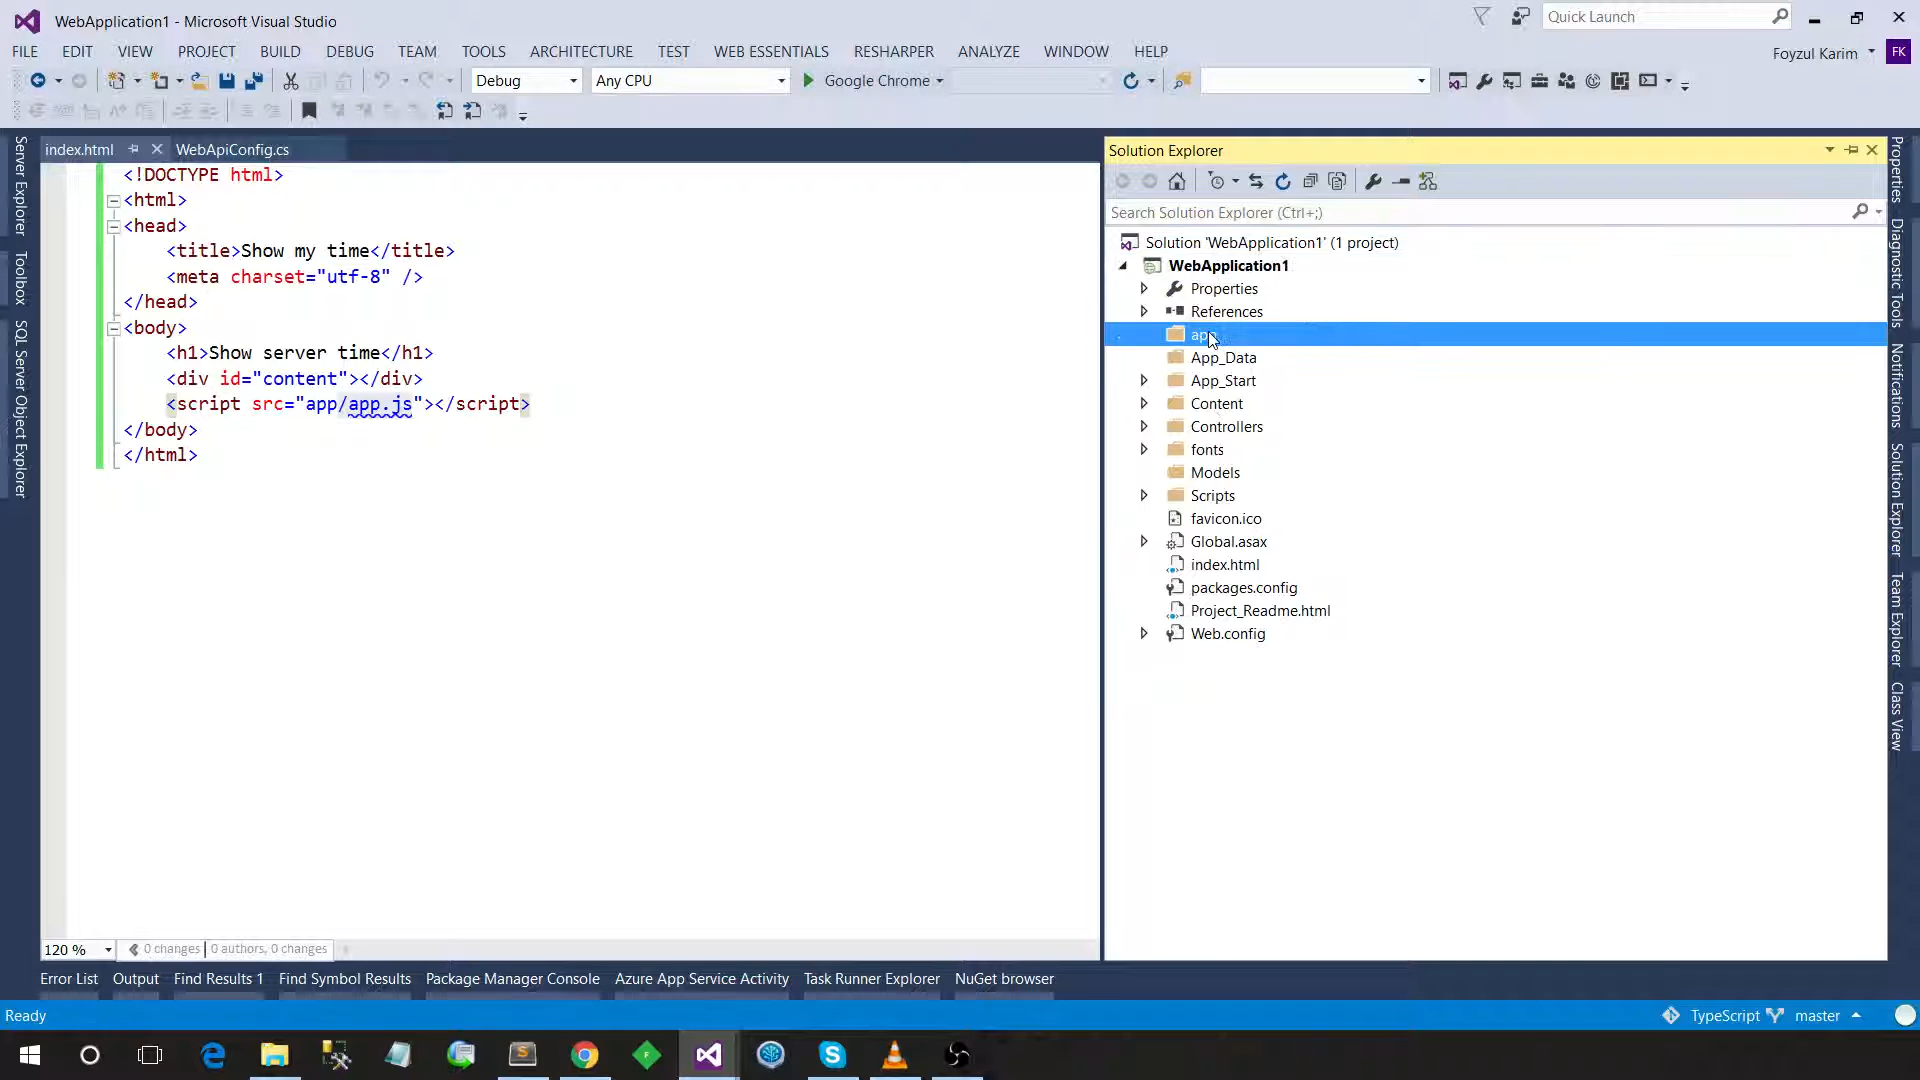 WebApplication1 - Microsoft Visual Studio
Quick Launch
FILE EDIT VIEW PROJECT BUILD DEBUG TEAM TOOLS ARCHITECTURE TEST WEB ESSENTIALS RESHARPER ANALYZE WINDOW HELP
Foyzul Karim FK
Debug Any CPU Google Chrome
index.html WebApiConfig.cs
<!DOCTYPE html>
<html>
<head>
<title>Show my time</title>
<meta charset="utf-8" />
</head>
<body>
<h1>Show server time</h1>
<div id="content"></div>
<script src="app/app.js"></script>
</body>
</html>
Server Explorer
Toolbox
SQL Server Object Explorer
Solution Explorer
Search Solution Explorer (Ctrl+;)
Solution 'WebApplication1' (1 project)
WebApplication1
Properties
References
app
App_Data
App_Start
Content
Controllers
fonts
Models
Scripts
favicon.ico
Global.asax
index.html
packages.config
Project_Readme.html
Web.config
Properties
Diagnostic Tools
Notifications
Solution Explorer
Team Explorer
Class View
120 % 0 changes | 0 authors, 0 changes
Error List Output Find Results 1 Find Symbol Results Package Manager Console Azure App Service Activity Task Runner Explorer NuGet browser
Ready TypeScript master